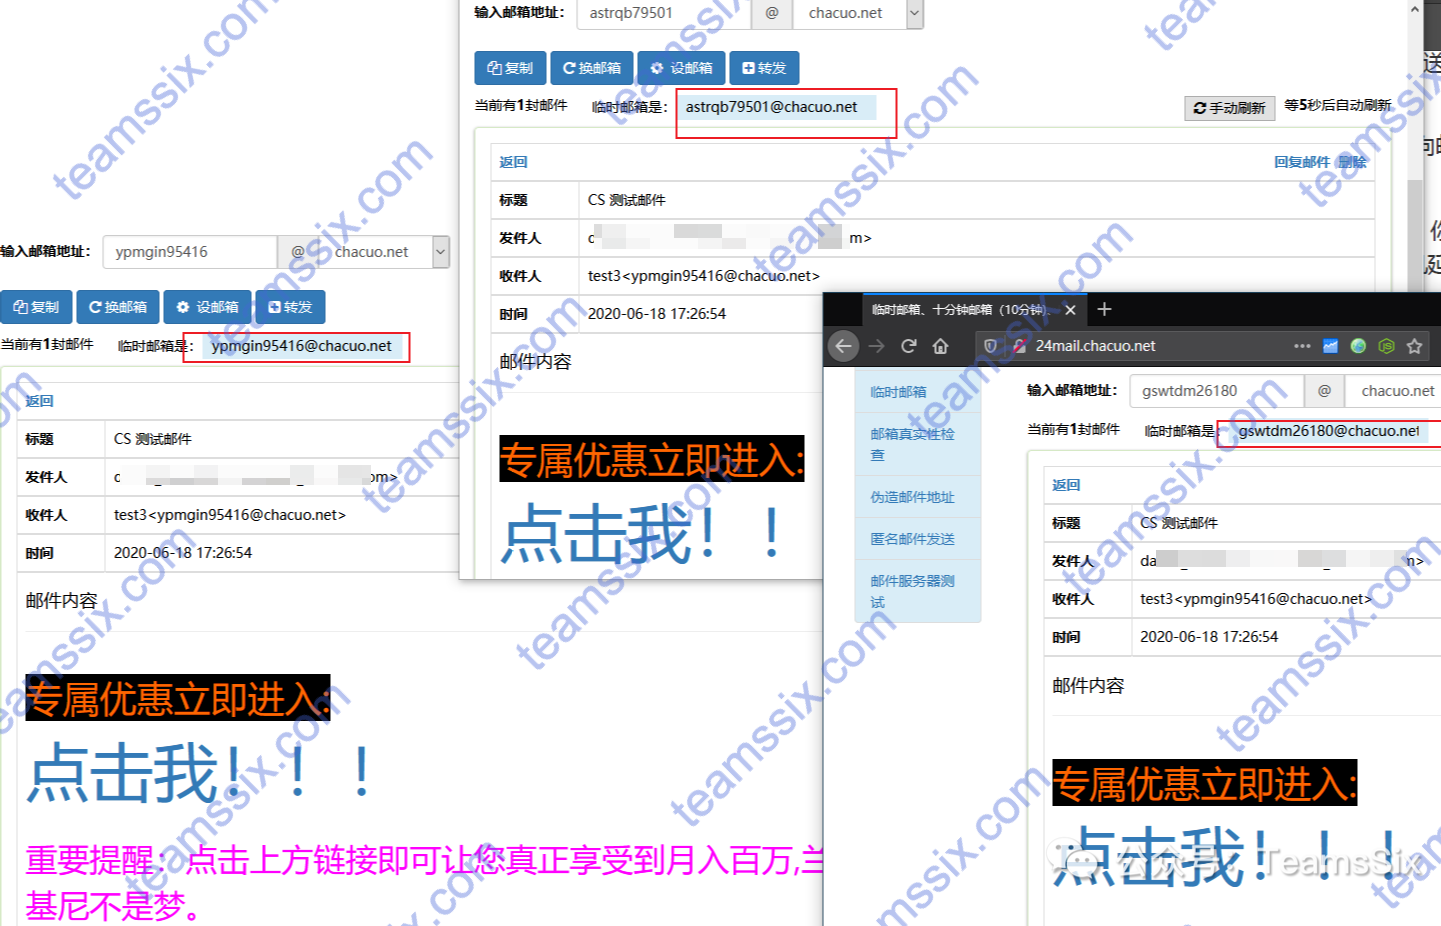 输入邮箱地址：
astrqb79501
@
chacuo.net
复制
换邮箱
设邮箱
转发
当前有1封邮件
临时邮箱是：
astrqb79501@chacuo.net
手动刷新
等5秒后自动刷新
返回
回复邮件 删除
标题
CS 测试邮件
发件人
m>
收件人
test3<ypmgin95416@chacuo.net>
时间
2020-06-18 17:26:54
邮件内容
专属优惠立即进入:
点击我！！
输入邮箱地址：
ypmgin95416
@
chacuo.net
复制
换邮箱
设邮箱
转发
当前有1封邮件
临时邮箱是：
ypmgin95416@chacuo.net
返回
标题
CS 测试邮件
发件人
om>
收件人
test3<ypmgin95416@chacuo.net>
时间
2020-06-18 17:26:54
邮件内容
专属优惠立即进入:
点击我！！！
重要提醒：点击上方链接即可让您真正享受到月入百万,兰
基尼不是梦。
临时邮箱、十分钟邮箱（10分钟）、
24mail.chacuo.net
临时邮箱
邮箱真实性检
查
伪造邮件地址
匿名邮件发送
邮件服务器测
试
输入邮箱地址：
gswtdm26180
@
chacuo.net
当前有1封邮件
临时邮箱是：
gswtdm26180@chacuo.net
返回
标题
CS 测试邮件
发件人
da
m>
收件人
test3<ypmgin95416@chacuo.net>
时间
2020-06-18 17:26:54
邮件内容
专属优惠立即进入:
点击我！！！
公众号：TeamsSix
teamssix.com
teamssix.com
teamssix.com
teamssix.com
teamssix.com
teamssix.com
teamssix.com
teamssix.com
teamssix.com